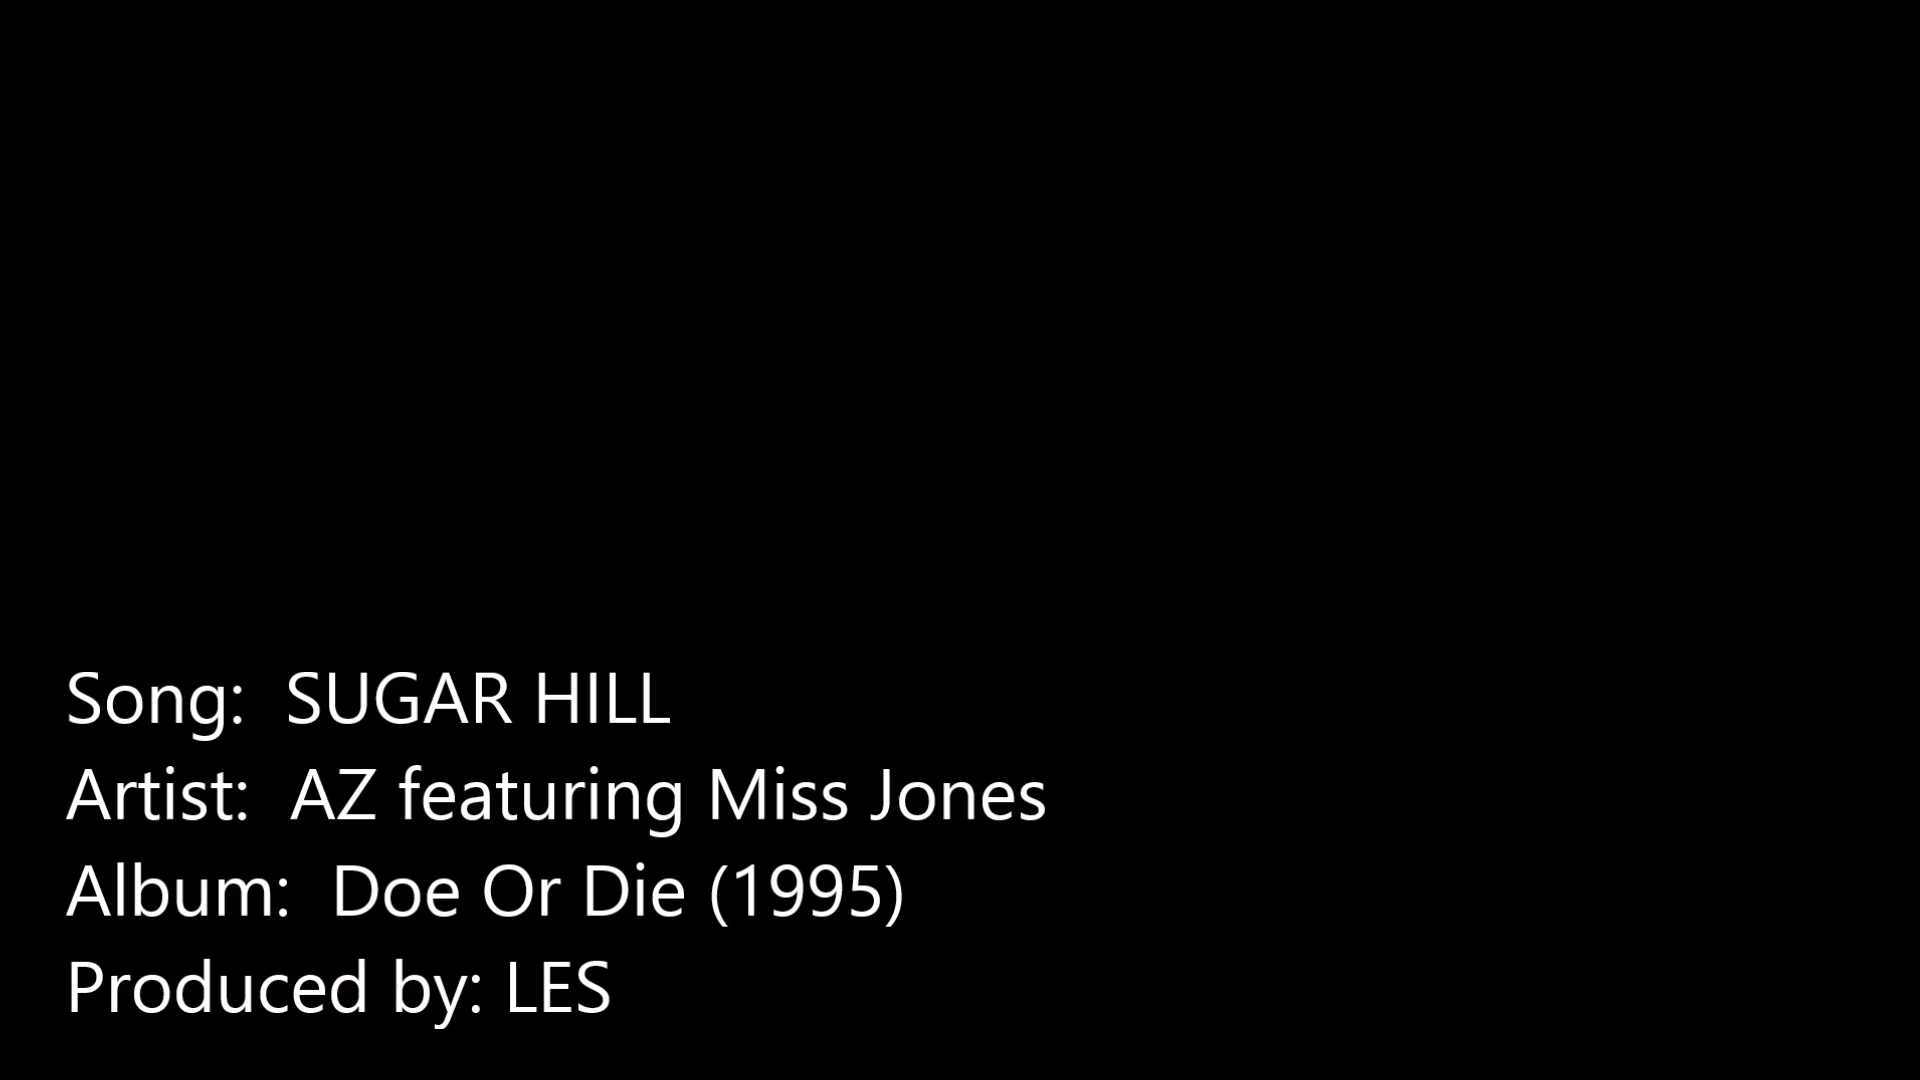 Song:  SUGAR HILL
Artist:  AZ featuring Miss Jones
Album:  Doe Or Die (1995)
Produced by: LES